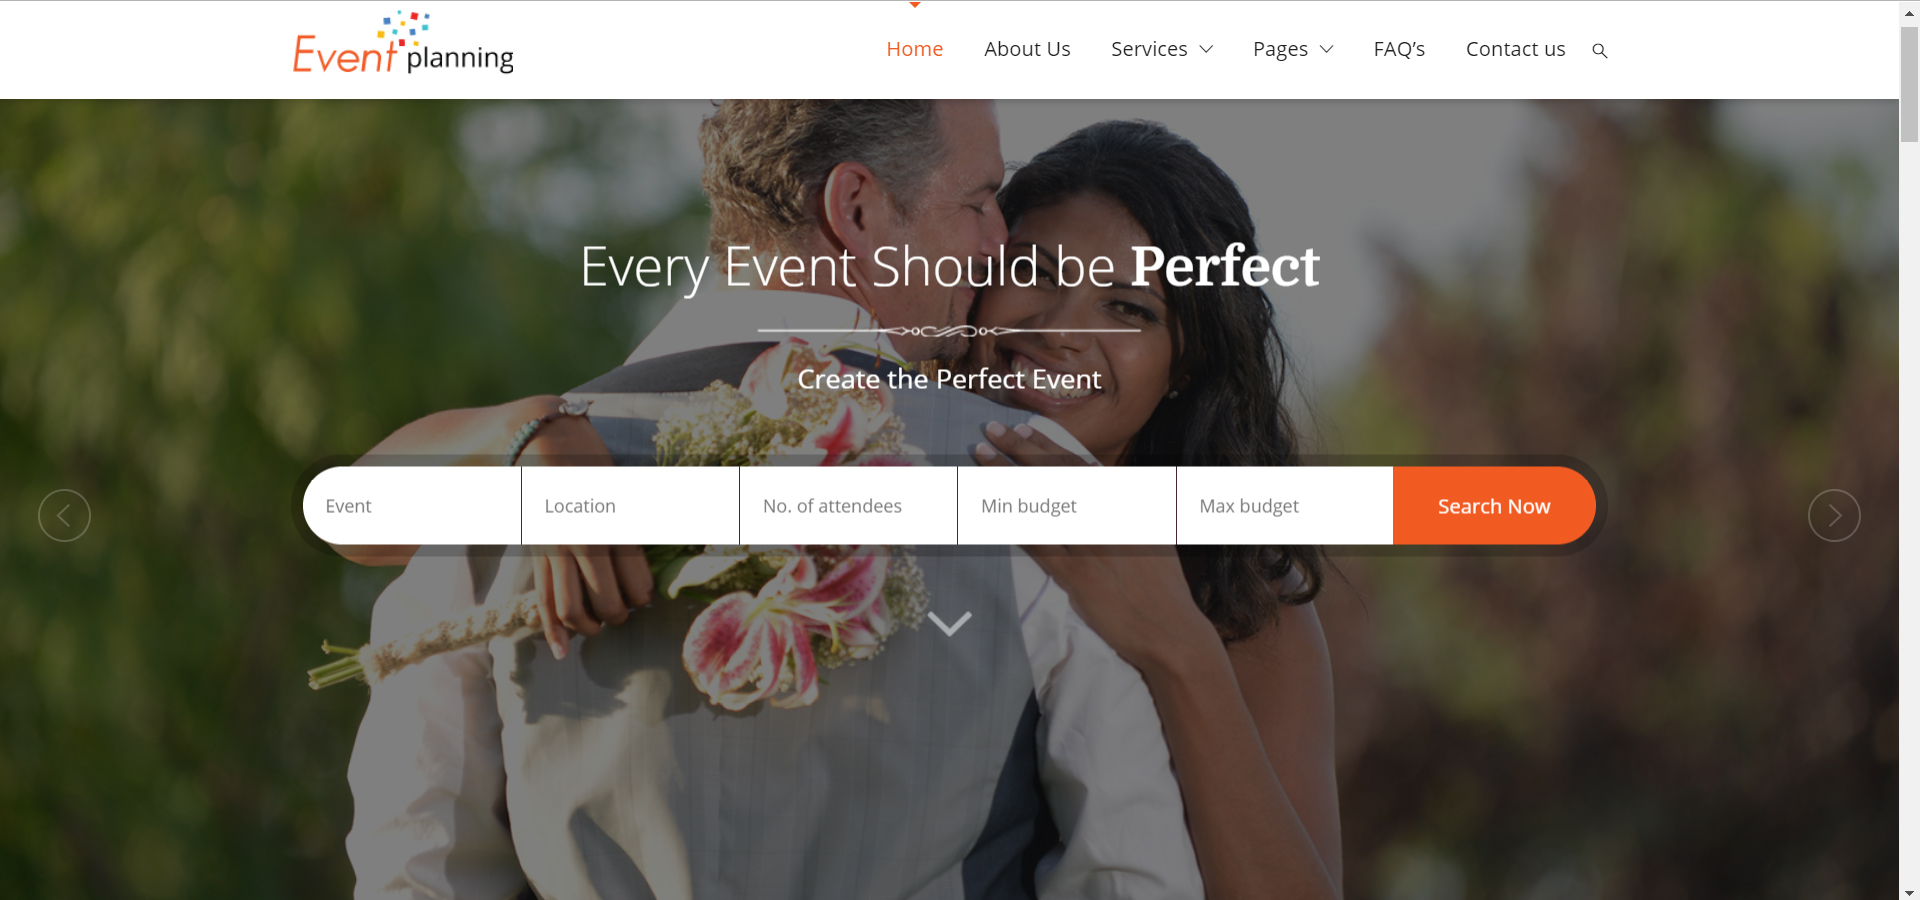 Event planning
Home About Us Services Pages FAQ's Contact us
Every Event Should be Perfect
Create the Perfect Event
Event Location No. of attendees Min budget Max budget Search Now